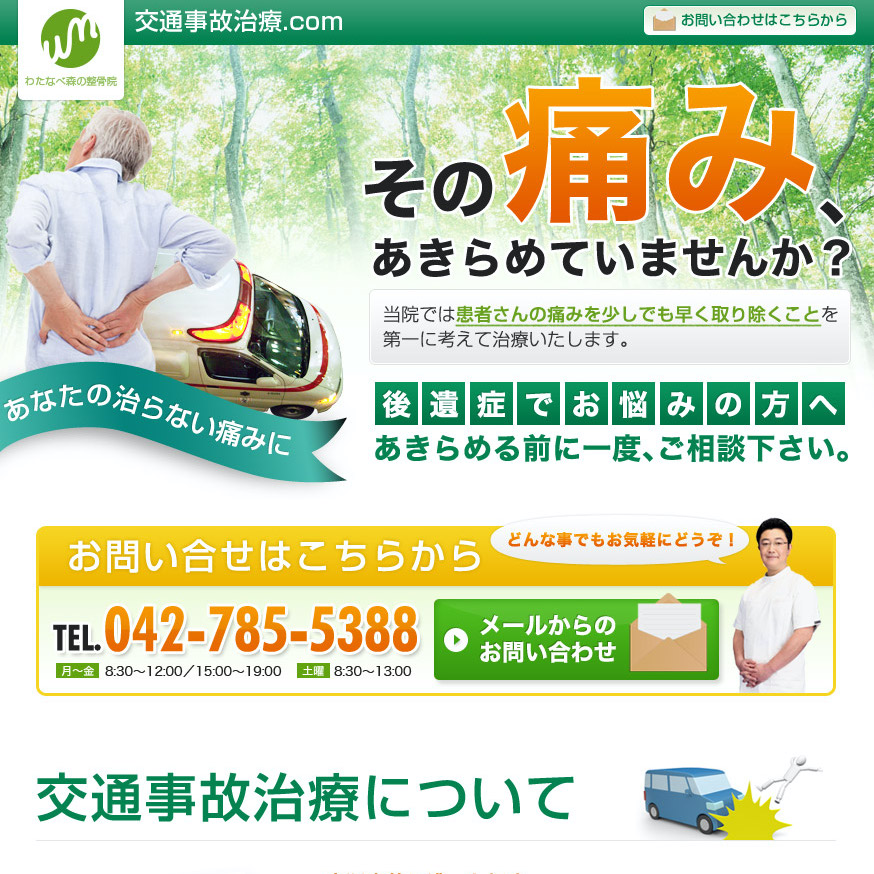 わたなべ森の整骨院
交通事故治療.com
お問い合わせはこちらから
その痛み、
あきらめていませんか？
当院では患者さんの痛みを少しでも早く取り除くことを
第一に考えて治療いたします。
あなたの治らない痛みに
後遺症でお悩みの方へ
あきらめる前に一度、ご相談下さい。
お問い合せはこちらから
どんな事でもお気軽にどうぞ！
TEL.042-785-5388
月～金 8:30～12:00／15:00～19:00 土曜 8:30～13:00
メールからの
お問い合わせ
交通事故治療について